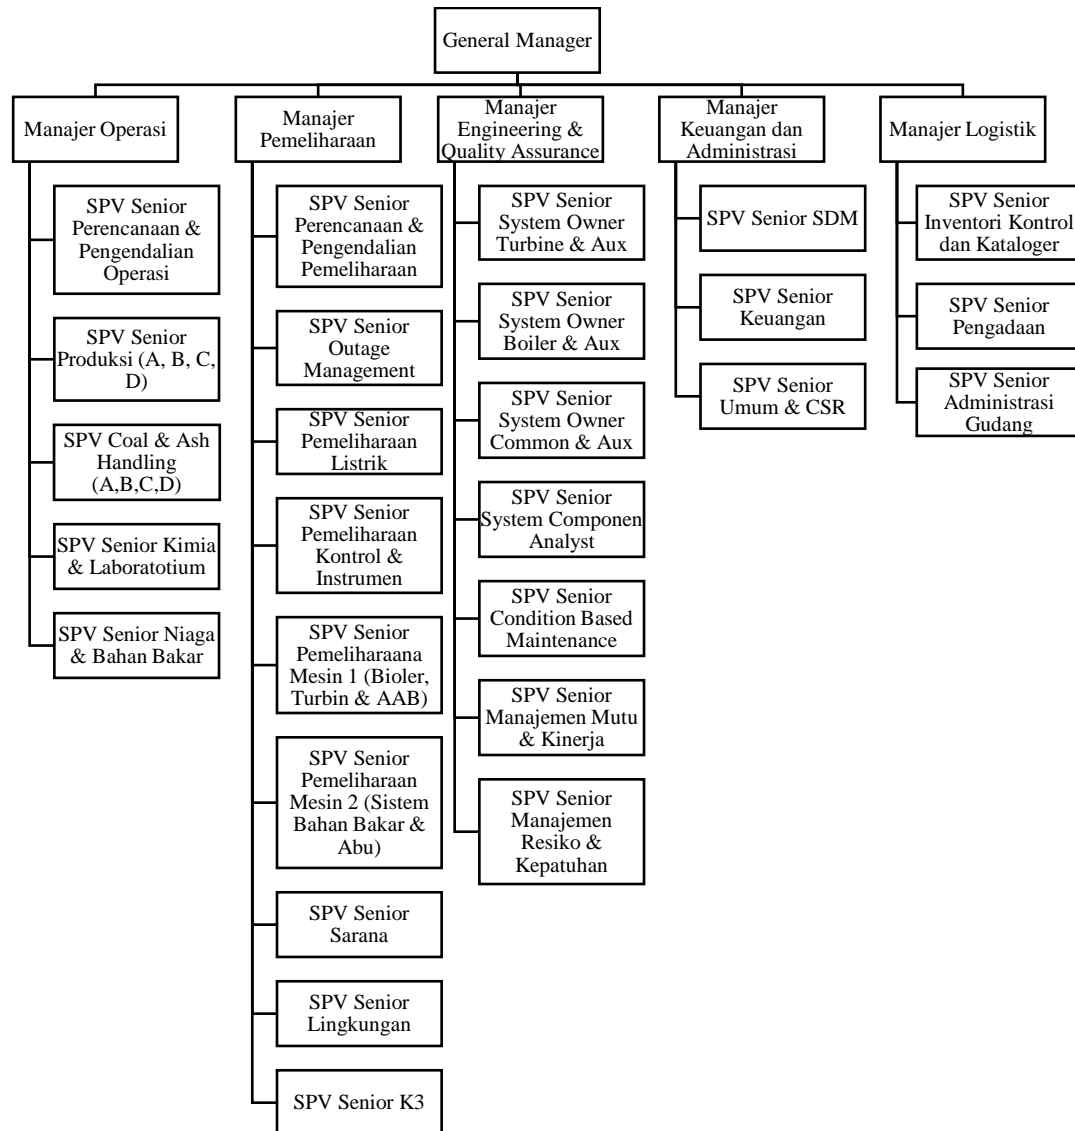 General Manager
Manajer Operasi
SPV Senior
Perencanaan &
Pengendalian
Operasi
SPV Senior
Produksi (A, B, C,
D)
SPV Coal & Ash
Handling
(A,B,C,D)
SPV Senior Kimia
& Laboratotium
SPV Senior Niaga
& Bahan Bakar
Manajer
Pemeliharaan
SPV Senior
Perencanaan &
Pengendalian
Pemeliharaan
SPV Senior
Outage
Management
SPV Senior
Pemeliharaan
Listrik
SPV Senior
Pemeliharaan
Kontrol &
Instrumen
SPV Senior
Pemeliharaana
Mesin 1 (Bioler,
Turbin & AAB)
SPV Senior
Pemeliharaan
Mesin 2 (Sistem
Bahan Bakar &
Abu)
SPV Senior
Sarana
SPV Senior
Lingkungan
SPV Senior K3
Manajer
Engineering &
Quality Assurance
SPV Senior
System Owner
Turbine & Aux
SPV Senior
System Owner
Boiler & Aux
SPV Senior
System Owner
Common & Aux
SPV Senior
System Componen
Analyst
SPV Senior
Condition Based
Maintenance
SPV Senior
Manajemen Mutu
& Kinerja
SPV Senior
Manajemen
Resiko &
Kepatuhan
Manajer
Keuangan dan
Administrasi
SPV Senior SDM
SPV Senior
Keuangan
SPV Senior
Umum & CSR
Manajer Logistik
SPV Senior
Inventori Kontrol
dan Kataloger
SPV Senior
Pengadaan
SPV Senior
Administrasi
Gudang